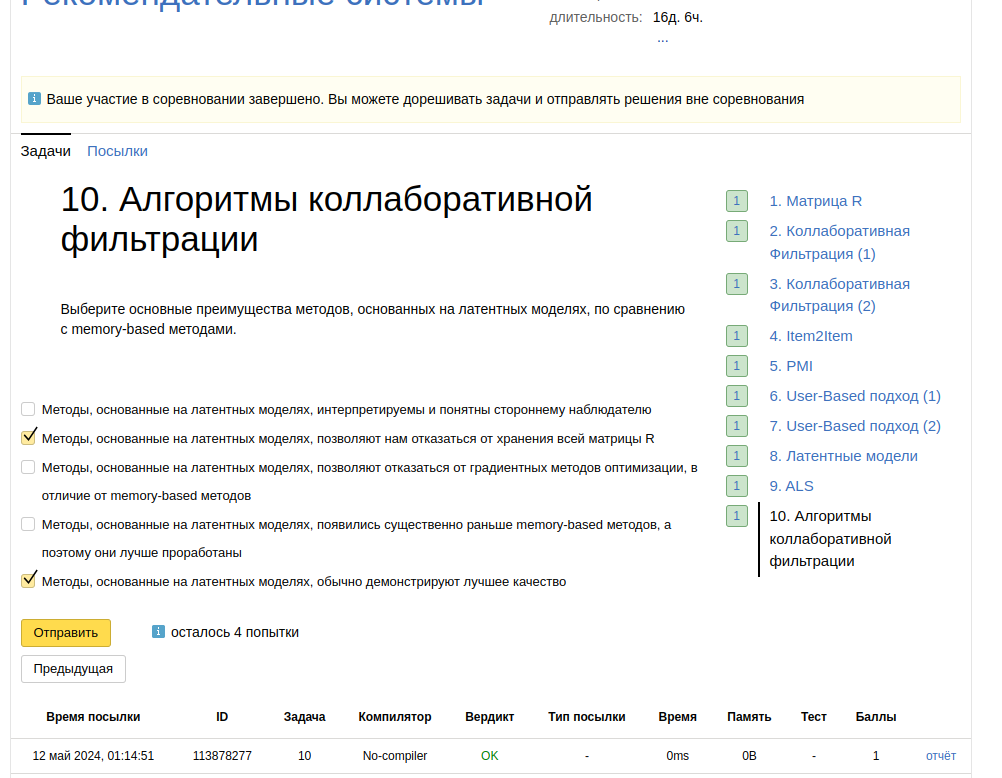 Рекомендательные системы
длительность: 16д. 6ч.
...
Ваше участие в соревновании завершено. Вы можете дорешивать задачи и отправлять решения вне соревнования
Задачи Посылки
10. Алгоритмы коллаборативной
фильтрации
Выберите основные преимущества методов, основанных на латентных моделях, по сравнению
с memory-based методами.
Методы, основанные на латентных моделях, интерпретируемы и понятны стороннему наблюдателю
Методы, основанные на латентных моделях, позволяют нам отказаться от хранения всей матрицы R
Методы, основанные на латентных моделях, позволяют отказаться от градиентных методов оптимизации, в
отличие от memory-based методов
Методы, основанные на латентных моделях, появились существенно раньше memory-based методов, а
поэтому они лучше проработаны
Методы, основанные на латентных моделях, обычно демонстрируют лучшее качество
Отправить
осталось 4 попытки
Предыдущая
1 1. Матрица R
1 2. Коллаборативная
Фильтрация (1)
1 3. Коллаборативная
Фильтрация (2)
1 4. Item2Item
1 5. PMI
1 6. User-Based подход (1)
1 7. User-Based подход (2)
1 8. Латентные модели
1 9. ALS
1 10. Алгоритмы
коллаборативной
фильтрации
Время посылки ID Задача Компилятор Вердикт Тип посылки Время Память Тест Баллы
12 май 2024, 01:14:51 113878277 10 No-compiler OK - 0ms 0B - 1 отчёт